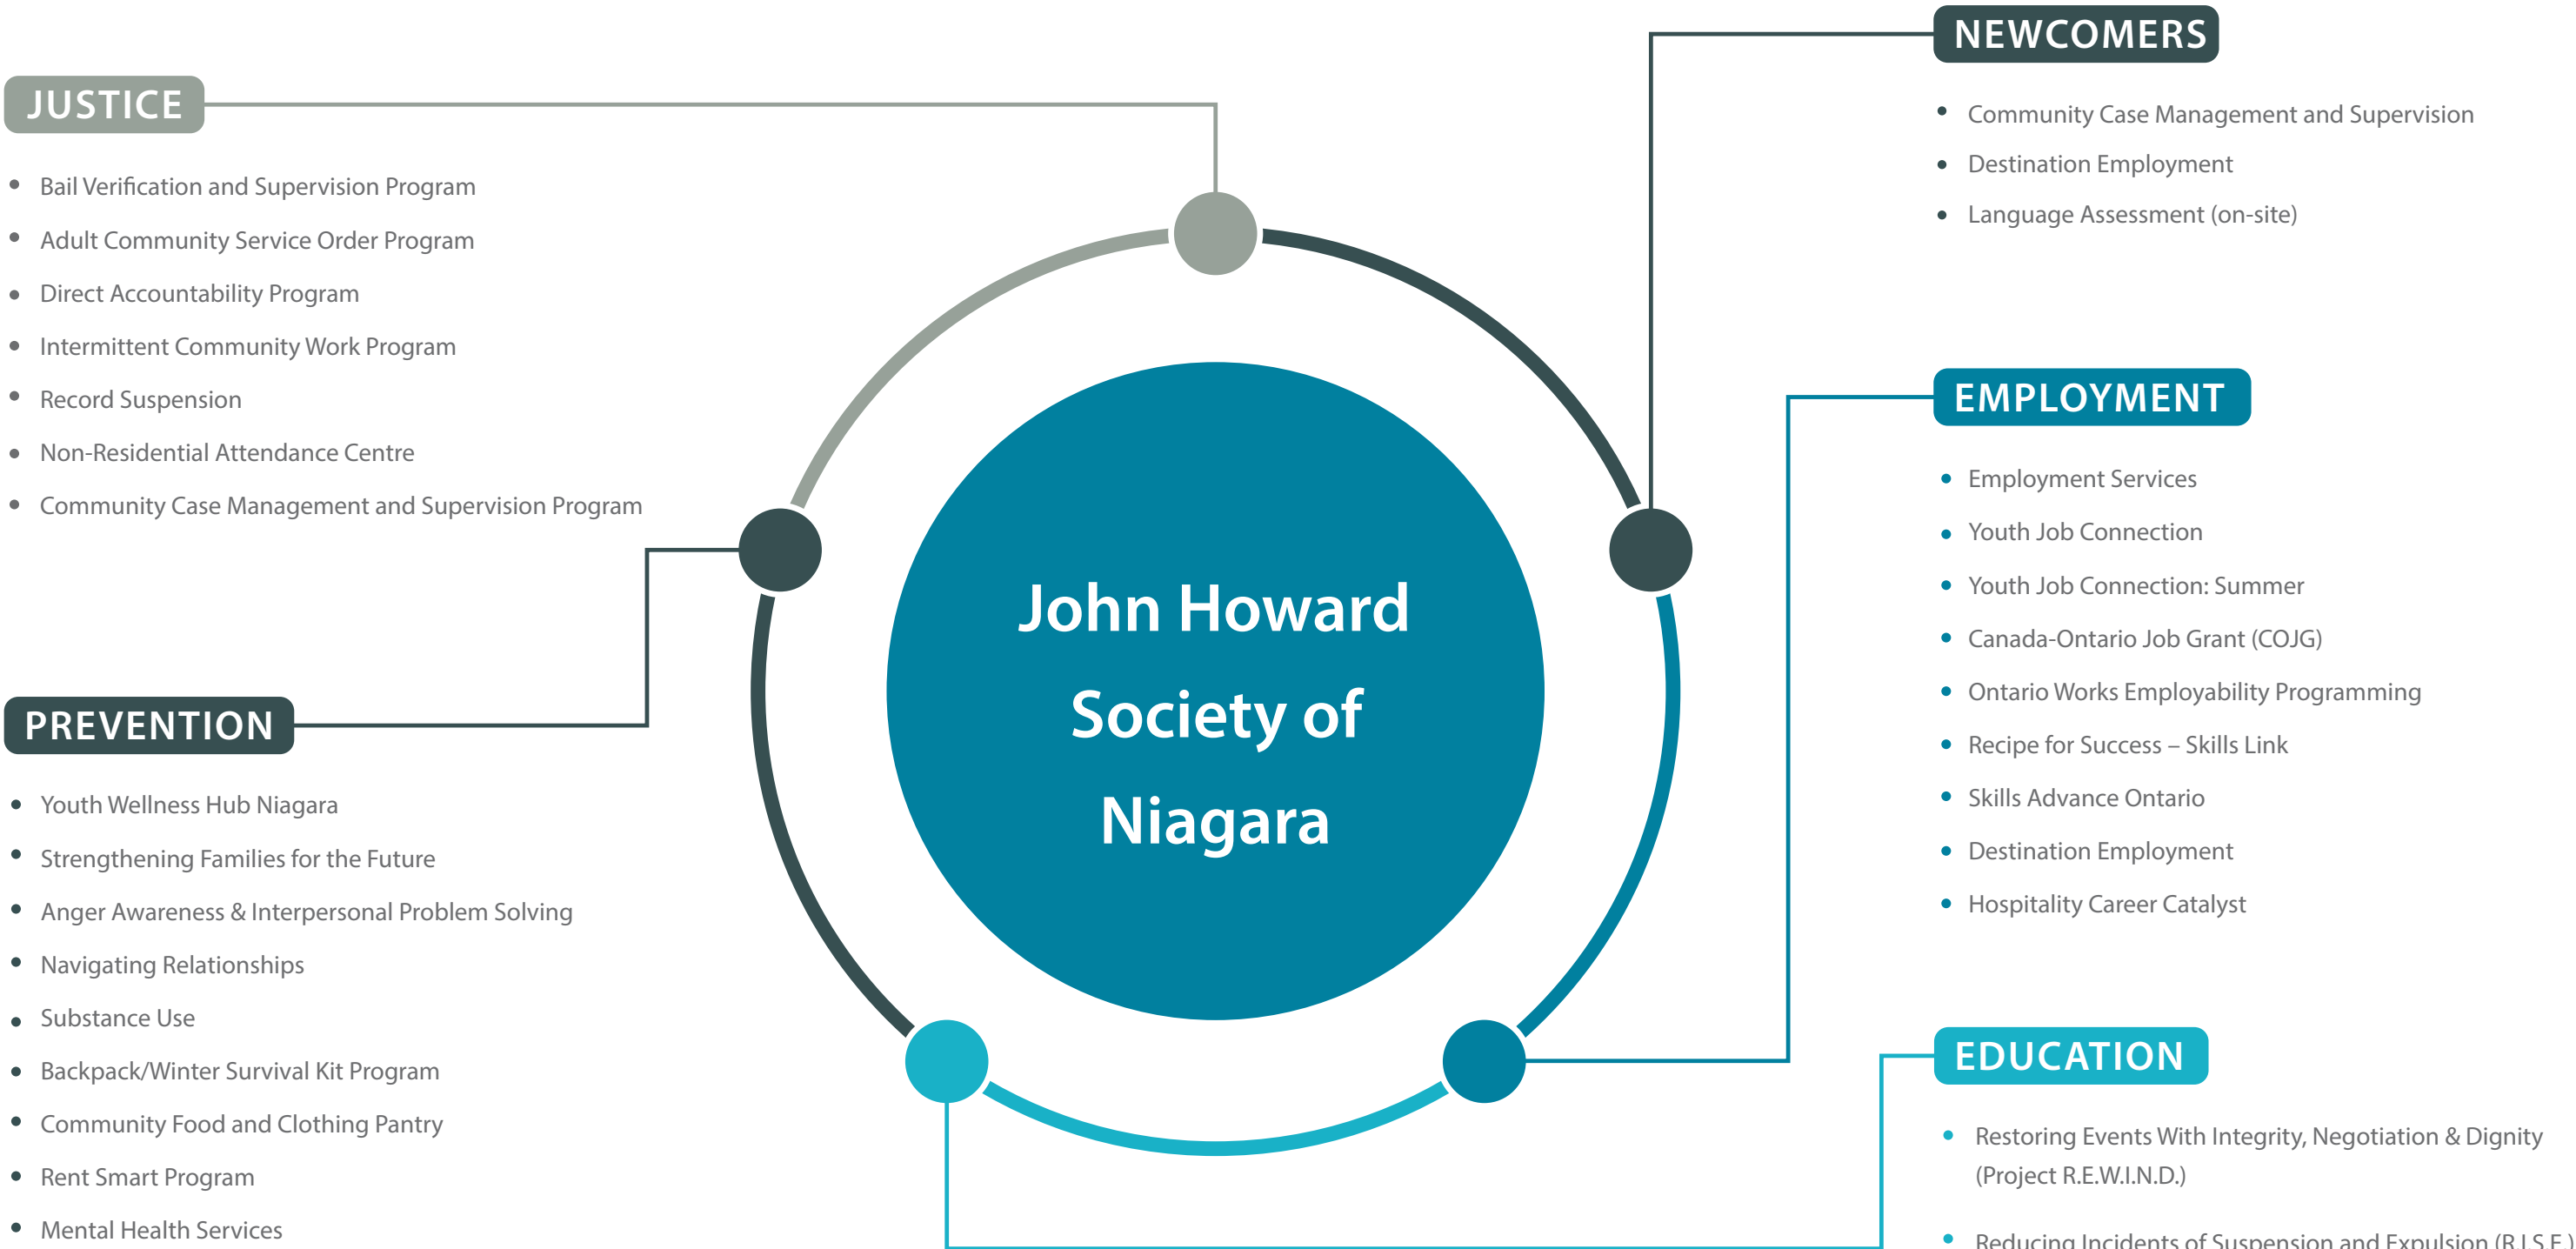 JUSTICE
Bail Verification and Supervision Program
Adult Community Service Order Program
Direct Accountability Program
Intermittent Community Work Program
Record Suspension
Non-Residential Attendance Centre
Community Case Management and Supervision Program
PREVENTION
Youth Wellness Hub Niagara
Strengthening Families for the Future
Anger Awareness & Interpersonal Problem Solving
Navigating Relationships
Substance Use
Backpack/Winter Survival Kit Program
Community Food and Clothing Pantry
Rent Smart Program
Mental Health Services
John Howard
Society of
Niagara
NEWCOMERS
Community Case Management and Supervision
Destination Employment
Language Assessment (on-site)
EMPLOYMENT
Employment Services
Youth Job Connection
Youth Job Connection: Summer
Canada-Ontario Job Grant (COJG)
Ontario Works Employability Programming
Recipe for Success – Skills Link
Skills Advance Ontario
Destination Employment
Hospitality Career Catalyst
EDUCATION
Restoring Events With Integrity, Negotiation & Dignity
(Project R.E.W.I.N.D.)
Reducing Incidents of Suspension and Expulsion (R.I.S.E.)